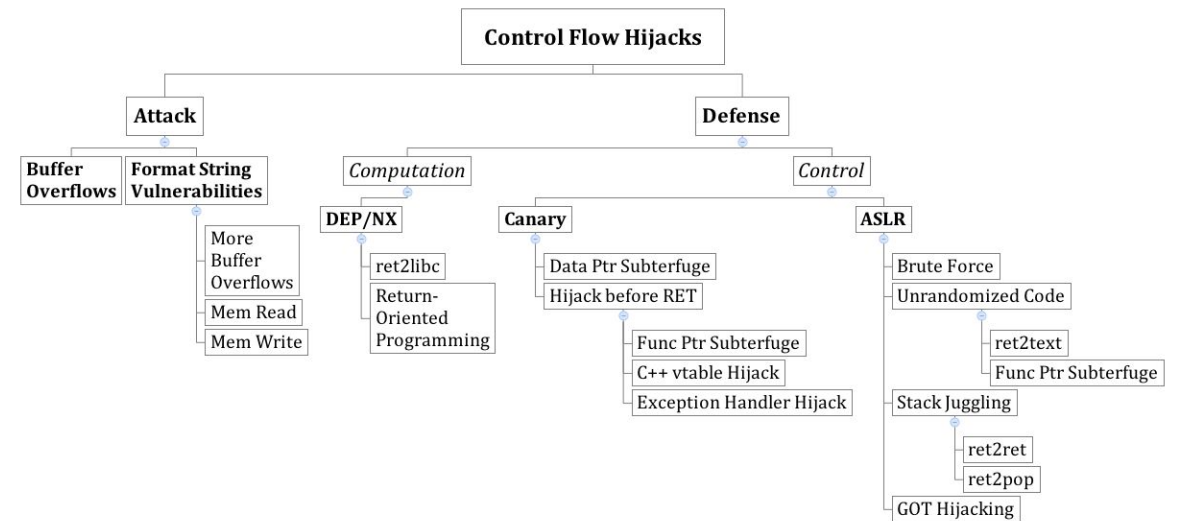 Control Flow Hijacks
Attack
Defense
Buffer
Overflows
Format String
Vulnerabilities
Computation
Control
DEP/NX
Canary
ASLR
More
Buffer
Overflows
Mem Read
Mem Write
ret2libc
Return-
Oriented
Programming
Data Ptr Subterfuge
Hijack before RET
Func Ptr Subterfuge
C++ vtable Hijack
Exception Handler Hijack
Brute Force
Unrandomized Code
ret2text
Func Ptr Subterfuge
Stack Juggling
ret2ret
ret2pop
GOT Hijacking